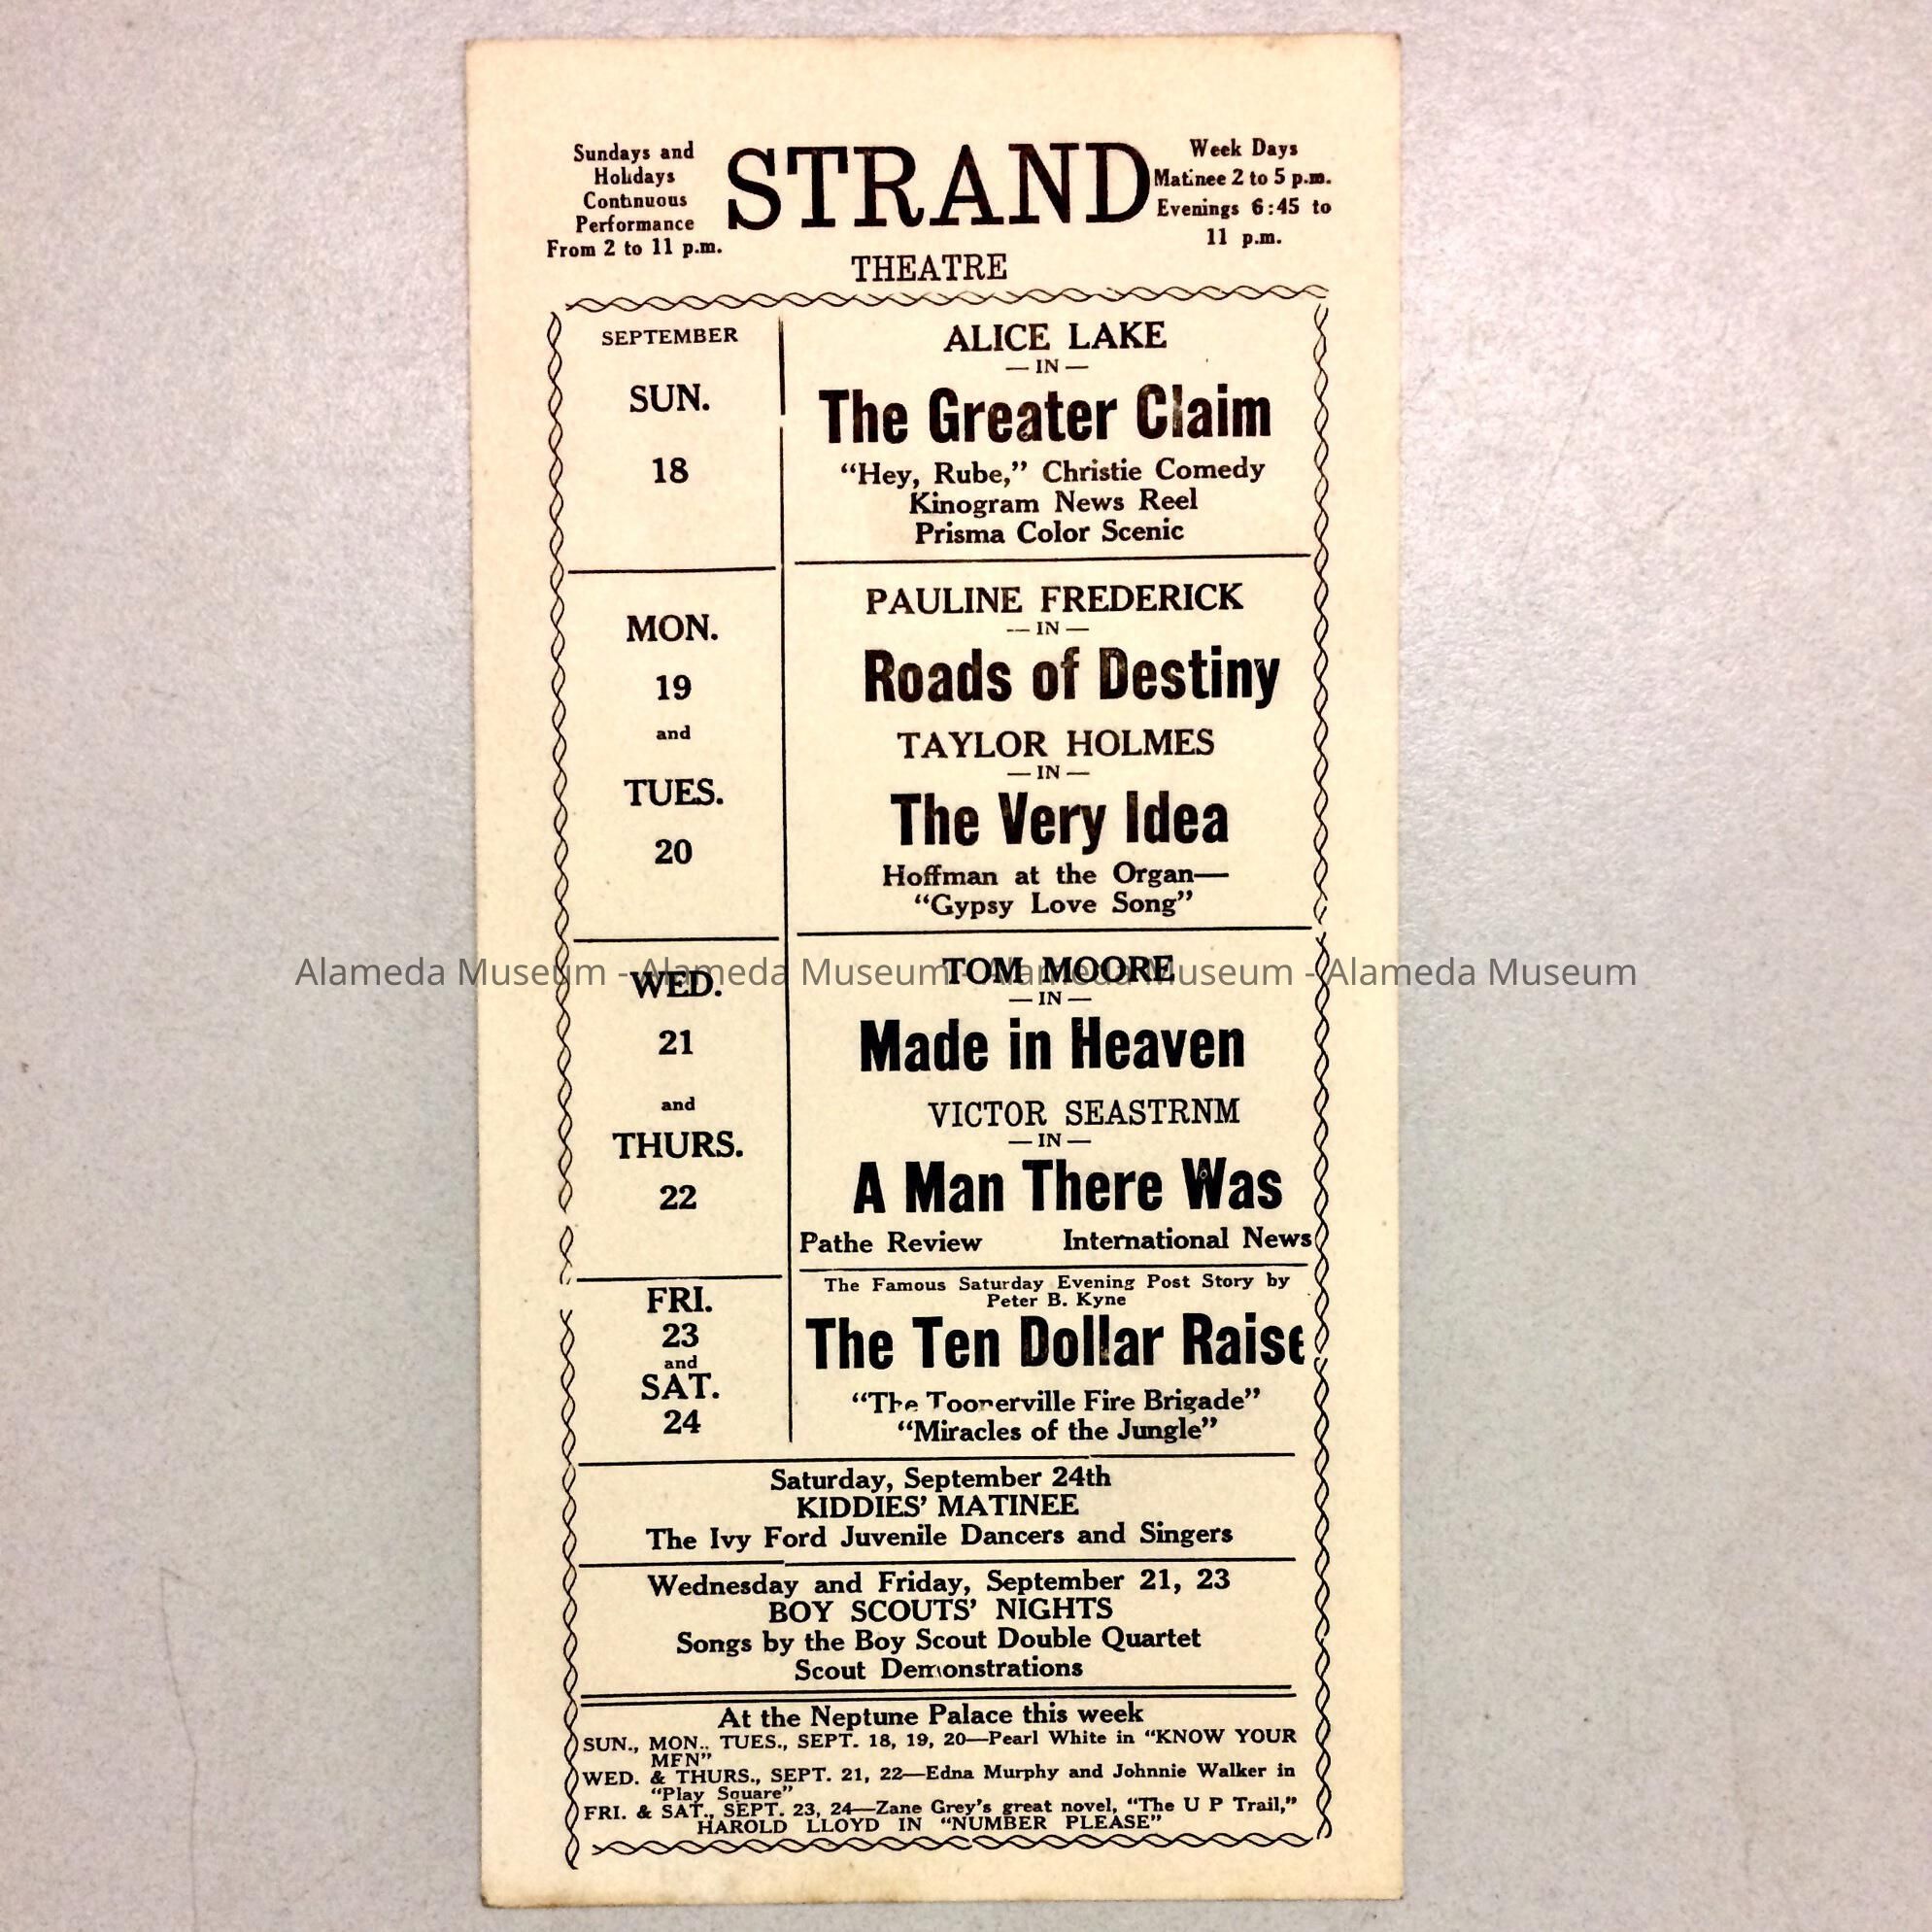 Sundays and
Holidays
Continuous
Performance
From 2 to 11 p.m.
STRAND
THEATRE
Week Days
Matinee 2 to 5 p.m.
Evenings 6:45 to
11 p.m.
SEPTEMBER
SUN.
18
ALICE LAKE
— IN —
The Greater Claim
“Hey, Rube,” Christie Comedy
Kinogram News Reel
Prisma Color Scenic
MON.
19
and
TUES.
20
PAULINE FREDERICK
— IN —
Roads of Destiny
TAYLOR HOLMES
— IN —
The Very Idea
Hoffman at the Organ—
“Gypsy Love Song”
Alameda Museum - Alameda Museum - Alameda Museum - Alameda Museum
WED.
21
and
THURS.
22
TOM MOORE
— IN —
Made in Heaven
VICTOR SEASTRNM
— IN —
A Man There Was
Pathe Review International News
FRI.
23
and
SAT.
24
The Famous Saturday Evening Post Story by
Peter B. Kyne
The Ten Dollar Raise
“The Toonerville Fire Brigade”
“Miracles of the Jungle”
Saturday, September 24th
KIDDIES’ MATINEE
The Ivy Ford Juvenile Dancers and Singers
Wednesday and Friday, September 21, 23
BOY SCOUTS’ NIGHTS
Songs by the Boy Scout Double Quartet
Scout Demonstrations
At the Neptune Palace this week
SUN., MON., TUES., SEPT. 18, 19, 20—Pearl White in “KNOW YOUR
MEN”
WED. & THURS., SEPT. 21, 22—Edna Murphy and Johnnie Walker in
“Play Square”
FRI. & SAT., SEPT. 23, 24—Zane Grey’s great novel, “The U P Trail,”
HAROLD LLOYD IN “NUMBER PLEASE”